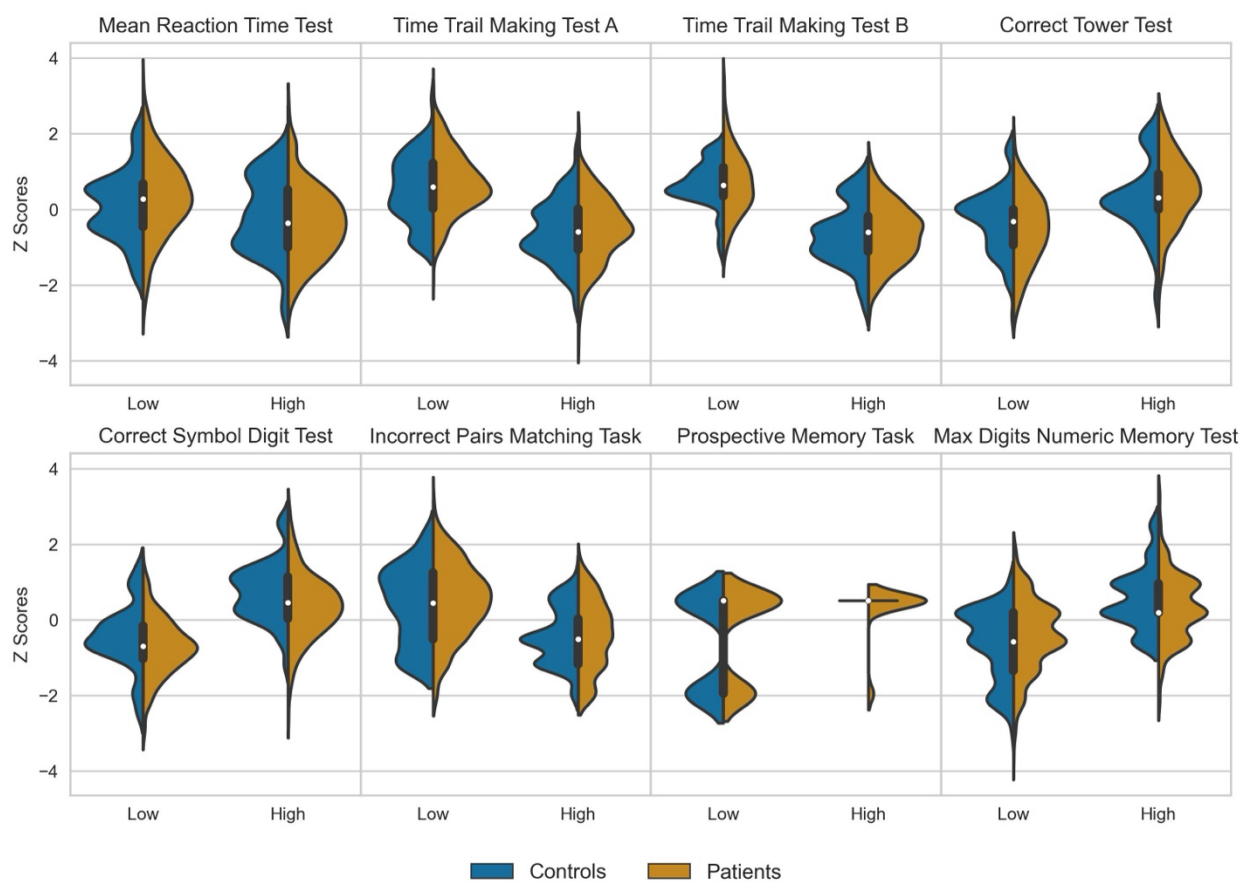 Mean Reaction Time Test Time Trail Making Test A Time Trail Making Test B Correct Tower Test
4
2
0
−2
−4
Z Scores
Low High Low High Low High Low High
Correct Symbol Digit Test Incorrect Pairs Matching Task Prospective Memory Task Max Digits Numeric Memory Test
4
2
0
−2
−4
Z Scores
Low High Low High Low High Low High
Controls Patients